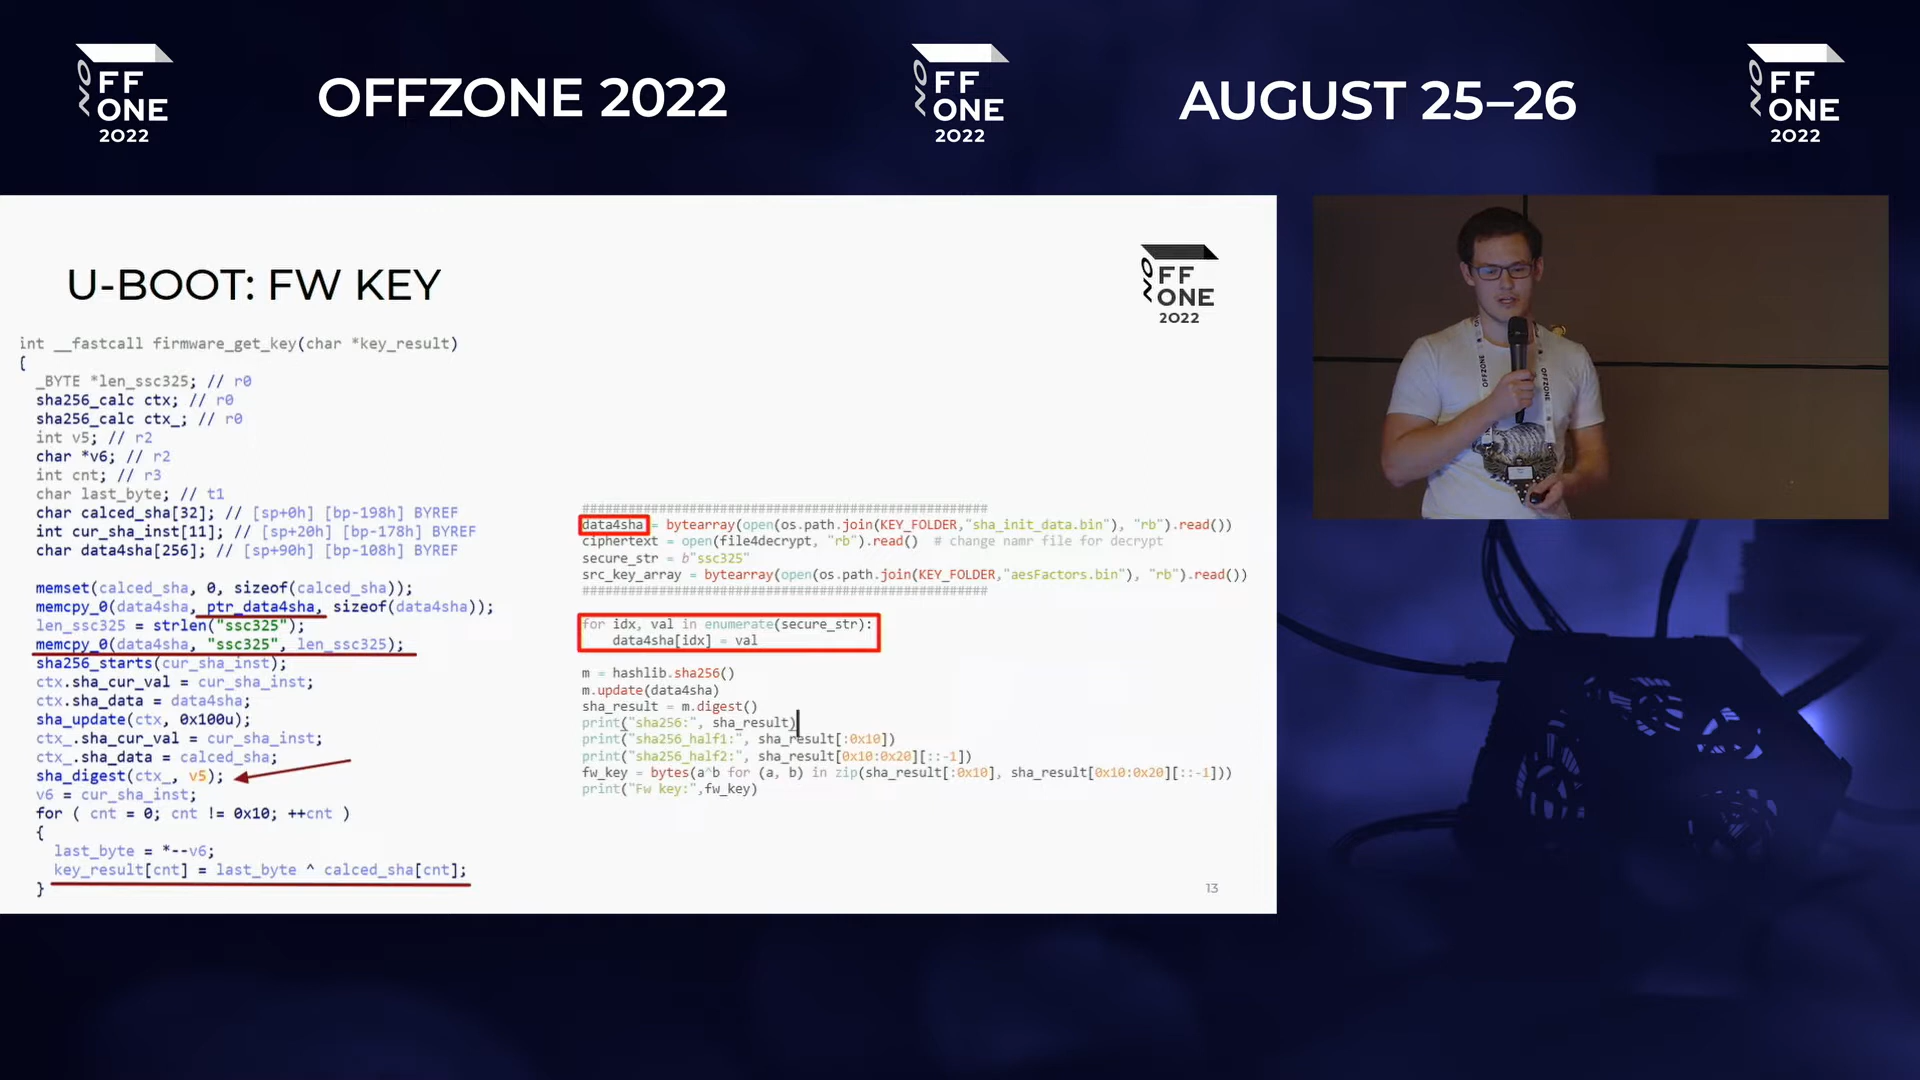 OFF
ZONE
2022
OFFZONE 2022
OFF
ZONE
2022
AUGUST 25–26
OFF
ZONE
2022
U-BOOT: FW KEY
OFF
ZONE
2022
int __fastcall firmware_get_key(char *key_result)
{
_BYTE *len_ssc325; // r0
sha256_calc ctx; // r0
sha256_calc ctx_; // r0
int v5; // r2
char *v6; // r2
int cnt; // r3
char last_byte; // t1
char calced_sha[32]; // [sp+0h] [bp-198h] BYREF
int cur_sha_inst[11]; // [sp+20h] [bp-178h] BYREF
char data4sha[256]; // [sp+90h] [bp-108h] BYREF
memset(calced_sha, 0, sizeof(calced_sha));
memcpy_0(data4sha, ptr_data4sha, sizeof(data4sha));
len_ssc325 = strlen("ssc325");
memcpy_0(data4sha, "ssc325", len_ssc325);
sha256_starts(cur_sha_inst);
ctx.sha_cur_val = cur_sha_inst;
ctx.sha_data = data4sha;
sha_update(ctx, 0x100u);
ctx_.sha_cur_val = cur_sha_inst;
ctx_.sha_data = calced_sha;
sha_digest(ctx_, v5);
v6 = cur_sha_inst;
for ( cnt = 0; cnt != 0x10; ++cnt )
{
last_byte = *--v6;
key_result[cnt] = last_byte ^ calced_sha[cnt];
}
################################################
data4sha = bytearray(open(os.path.join(KEY_FOLDER,"sha_init_data.bin"), "rb").read())
ciphertext = open(file4decrypt, "rb").read() # change namr file for decrypt
secure_str = b"ssc325"
src_key_array = bytearray(open(os.path.join(KEY_FOLDER,"aesFactors.bin"), "rb").read())
################################################
for idx, val in enumerate(secure_str):
data4sha[idx] = val
m = hashlib.sha256()
m.update(data4sha)
sha_result = m.digest()
print("sha256:", sha_result)
print("sha256_half1:", sha_result[:0x10])
print("sha256_half2:", sha_result[0x10:0x20][::-1])
fw_key = bytes(a^b for (a, b) in zip(sha_result[:0x10], sha_result[0x10:0x20][::-1]))
print("Fw key:",fw_key)
13
OFFZONE
OFFZONE